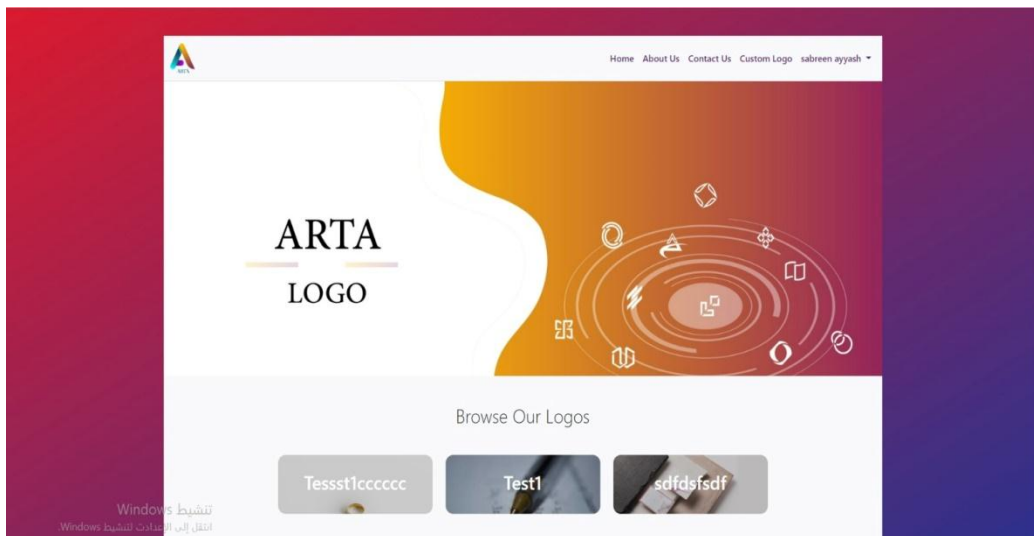 ARTA
Home About Us Contact Us Custom Logo sabreen ayyash
ARTA
LOGO
Browse Our Logos
Tessst1cccccc
Test1
sdfdsfsdf
تنشيط Windows
انتقل إلى الإعدادات لتنشيط Windows.